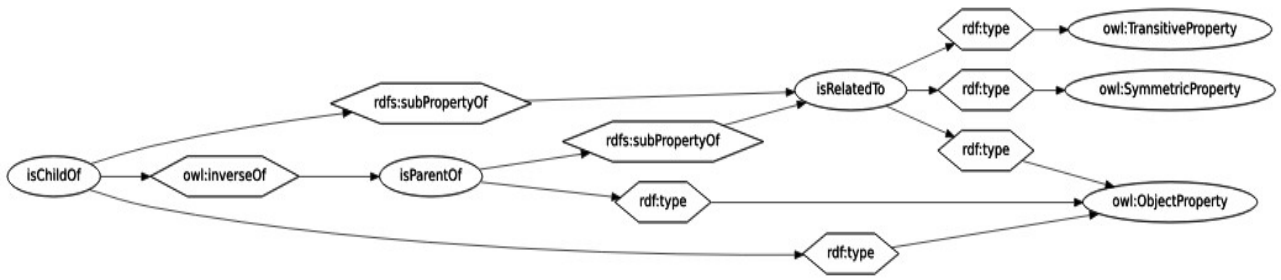 rdf:type
owl:TransitiveProperty
rdfs:subPropertyOf
isRelatedTo
rdf:type
owl:SymmetricProperty
rdfs:subPropertyOf
rdf:type
isChildOf
owl:inverseOf
isParentOf
rdf:type
owl:ObjectProperty
rdf:type